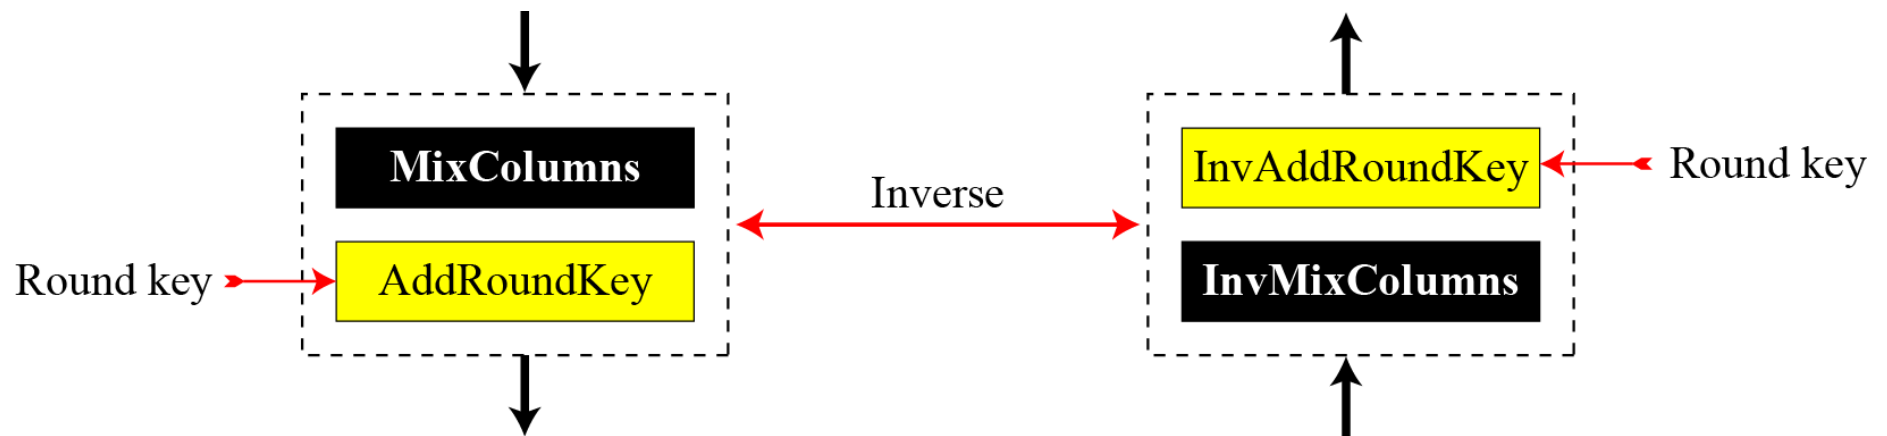 MixColumns
Round key
AddRoundKey
Inverse
InvAddRoundKey
Round key
InvMixColumns